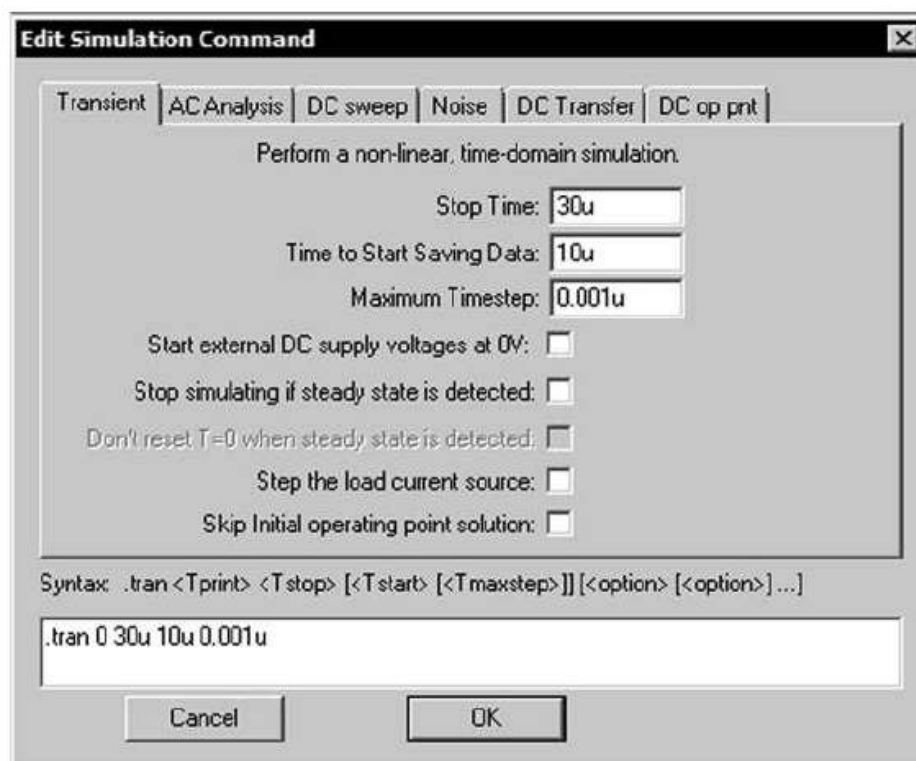 Edit Simulation Command
Transient AC Analysis DC sweep Noise DC Transfer DC op pnt
Perform a non-linear, time-domain simulation.
Stop Time: 30u
Time to Start Saving Data: 10u
Maximum Timestep: 0.001u
Start external DC supply voltages at 0V:
Stop simulating if steady state is detected:
Don't reset T=0 when steady state is detected:
Step the load current source:
Skip Initial operating point solution:
Syntax: .tran <Tprint> <Tstop> [<Tstart> [<Tmaxstep>]] [<option> [<option>] ...]
.tran 0 30u 10u 0.001u
Cancel OK